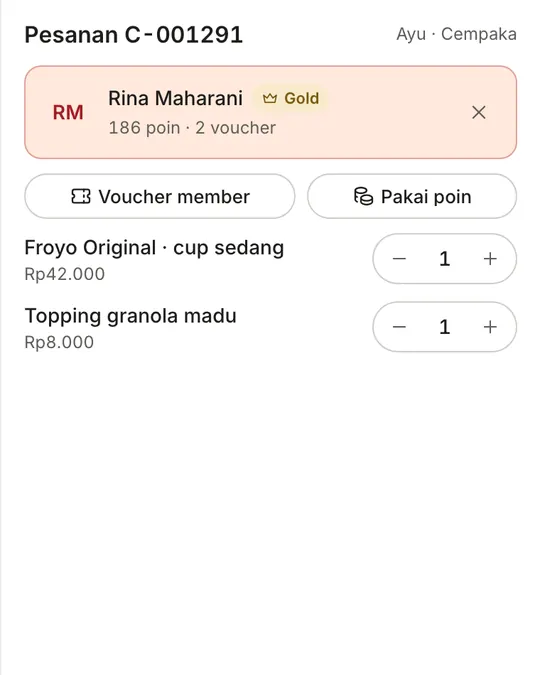 Pesanan C-001291
Ayu · Cempaka
RM
Rina Maharani
Gold
186 poin · 2 voucher
Voucher member
Pakai poin
Froyo Original · cup sedang
Rp42.000
− 1 +
Topping granola madu
Rp8.000
− 1 +